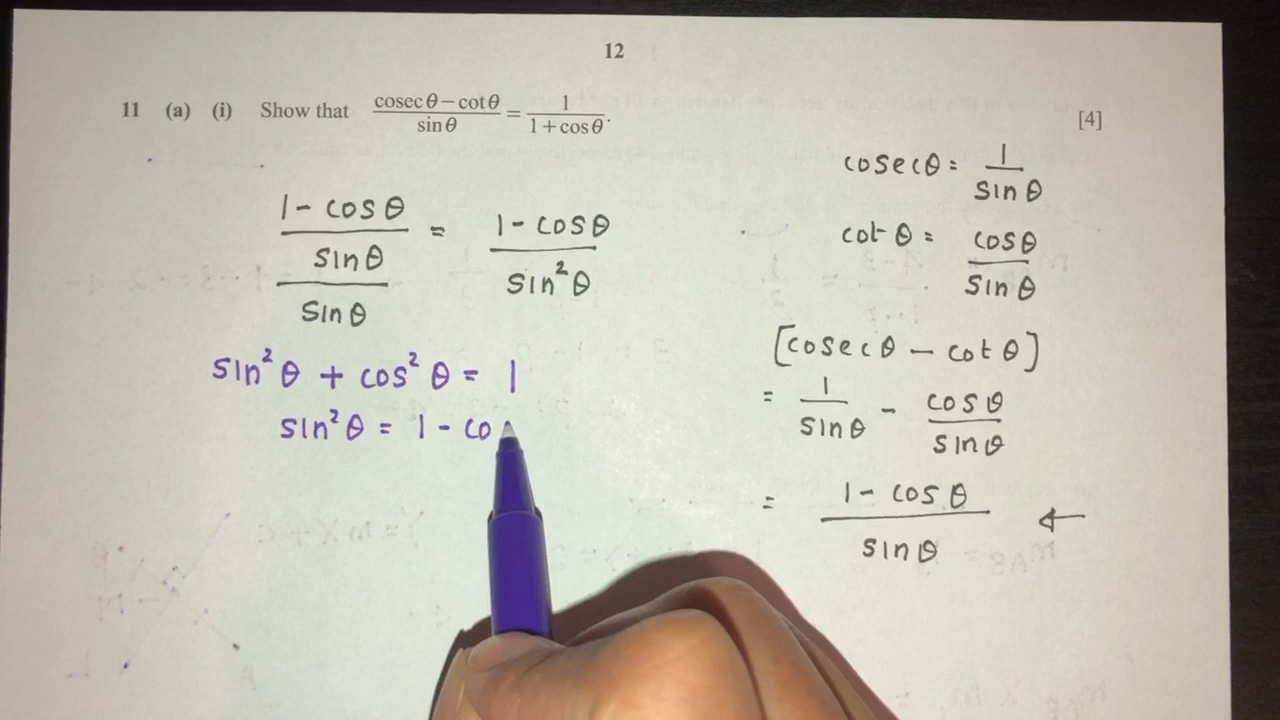 12
11 (a) (i) Show that (cosec θ − cot θ)/(sin θ) = 1/(1 + cos θ). [4]
1 - cos θ
sin θ
sin θ
=
1 - cos θ
sin² θ
sin² θ + cos² θ = 1
sin² θ = 1 - co
cosec θ = 1/(sin θ)
cot θ = cos θ/(sin θ)
[cosec θ - cot θ]
= 1/(sin θ) - cos θ/(sin θ)
= (1 - cos θ)/(sin θ) ←